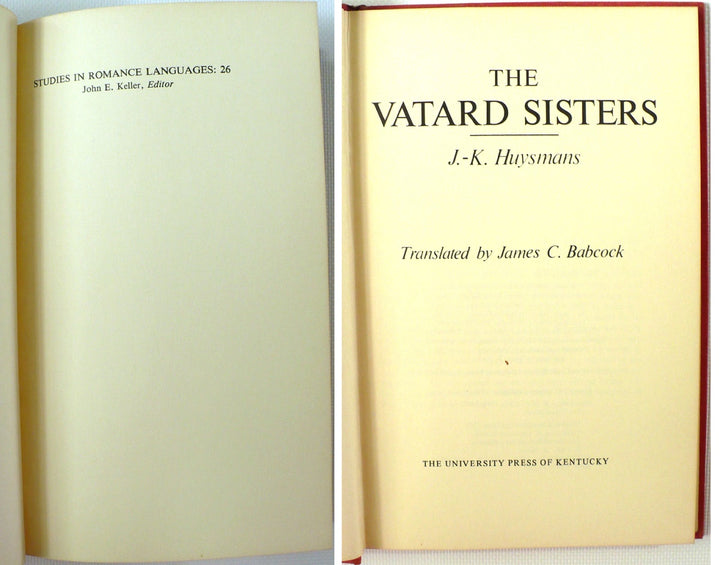 STUDIES IN ROMANCE LANGUAGES: 26
John E. Keller, Editor
THE
VATARD SISTERS
J.-K. Huysmans
Translated by James C. Babcock
THE UNIVERSITY PRESS OF KENTUCKY